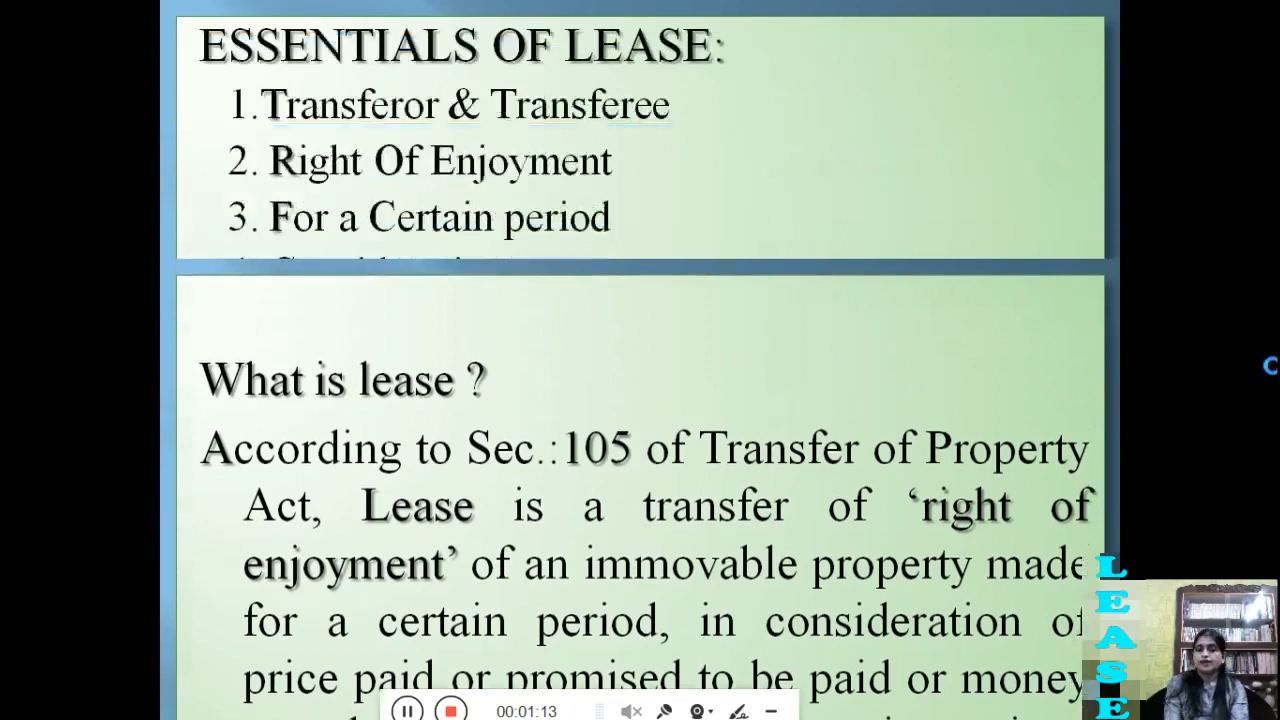 ESSENTIALS OF LEASE:
1.Transferor & Transferee
2. Right Of Enjoyment
3. For a Certain period
What is lease ?
According to Sec.:105 of Transfer of Property
Act, Lease is a transfer of ‘right of
enjoyment’ of an immovable property made
for a certain period, in consideration of
price paid or promised to be paid or money
00:01:13
L
E
A
S
E